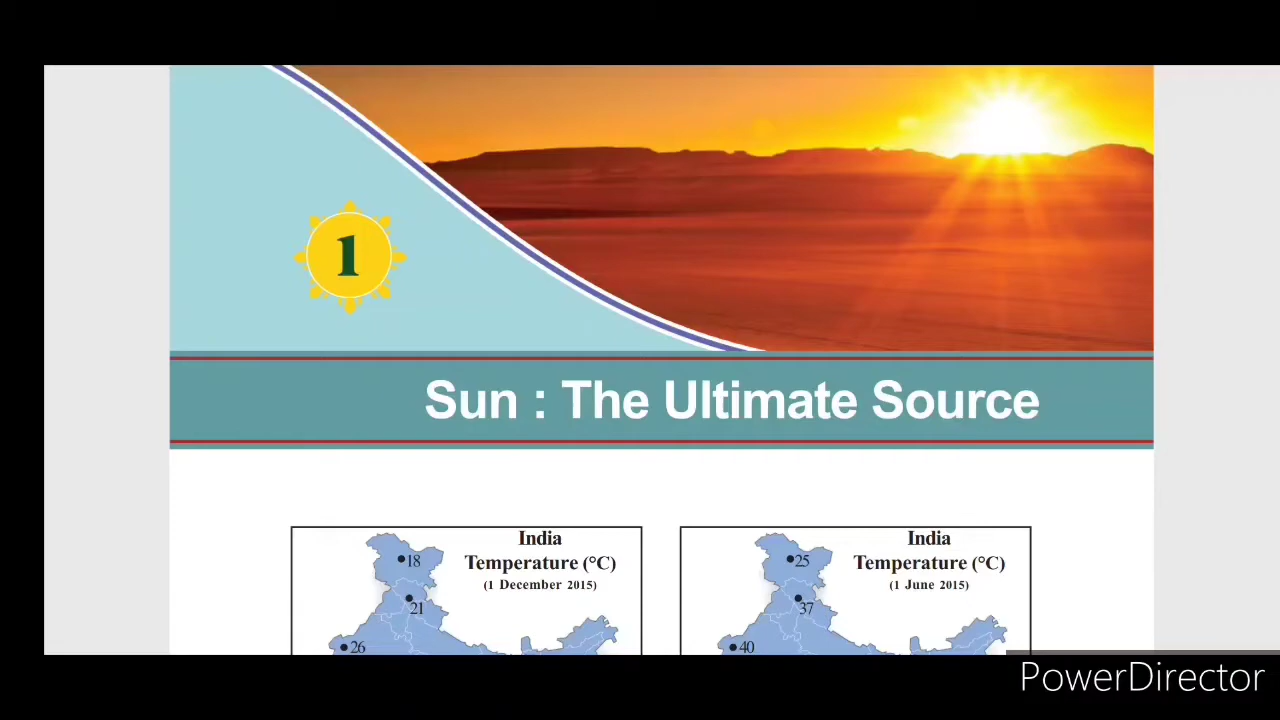 1
Sun : The Ultimate Source
India
Temperature (°C)
(1 December 2015)
18
21
26
India
Temperature (°C)
(1 June 2015)
25
37
40
PowerDirector